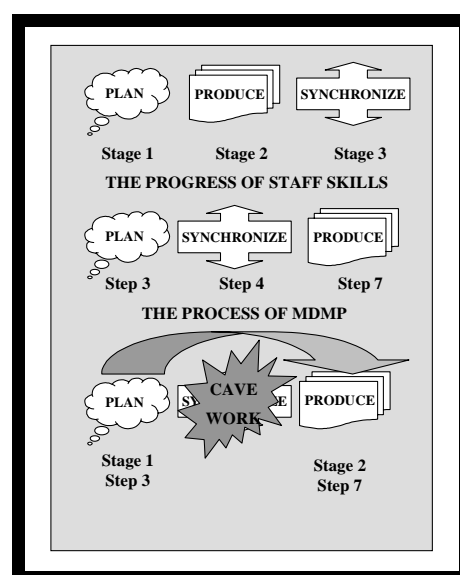 PLAN PRODUCE SYNCHRONIZE
Stage 1 Stage 2 Stage 3
THE PROGRESS OF STAFF SKILLS
PLAN SYNCHRONIZE PRODUCE
Step 3 Step 4 Step 7
THE PROCESS OF MDMP
PLAN SY CAVE WORK E PRODUCE
Stage 1 Stage 2
Step 3 Step 7